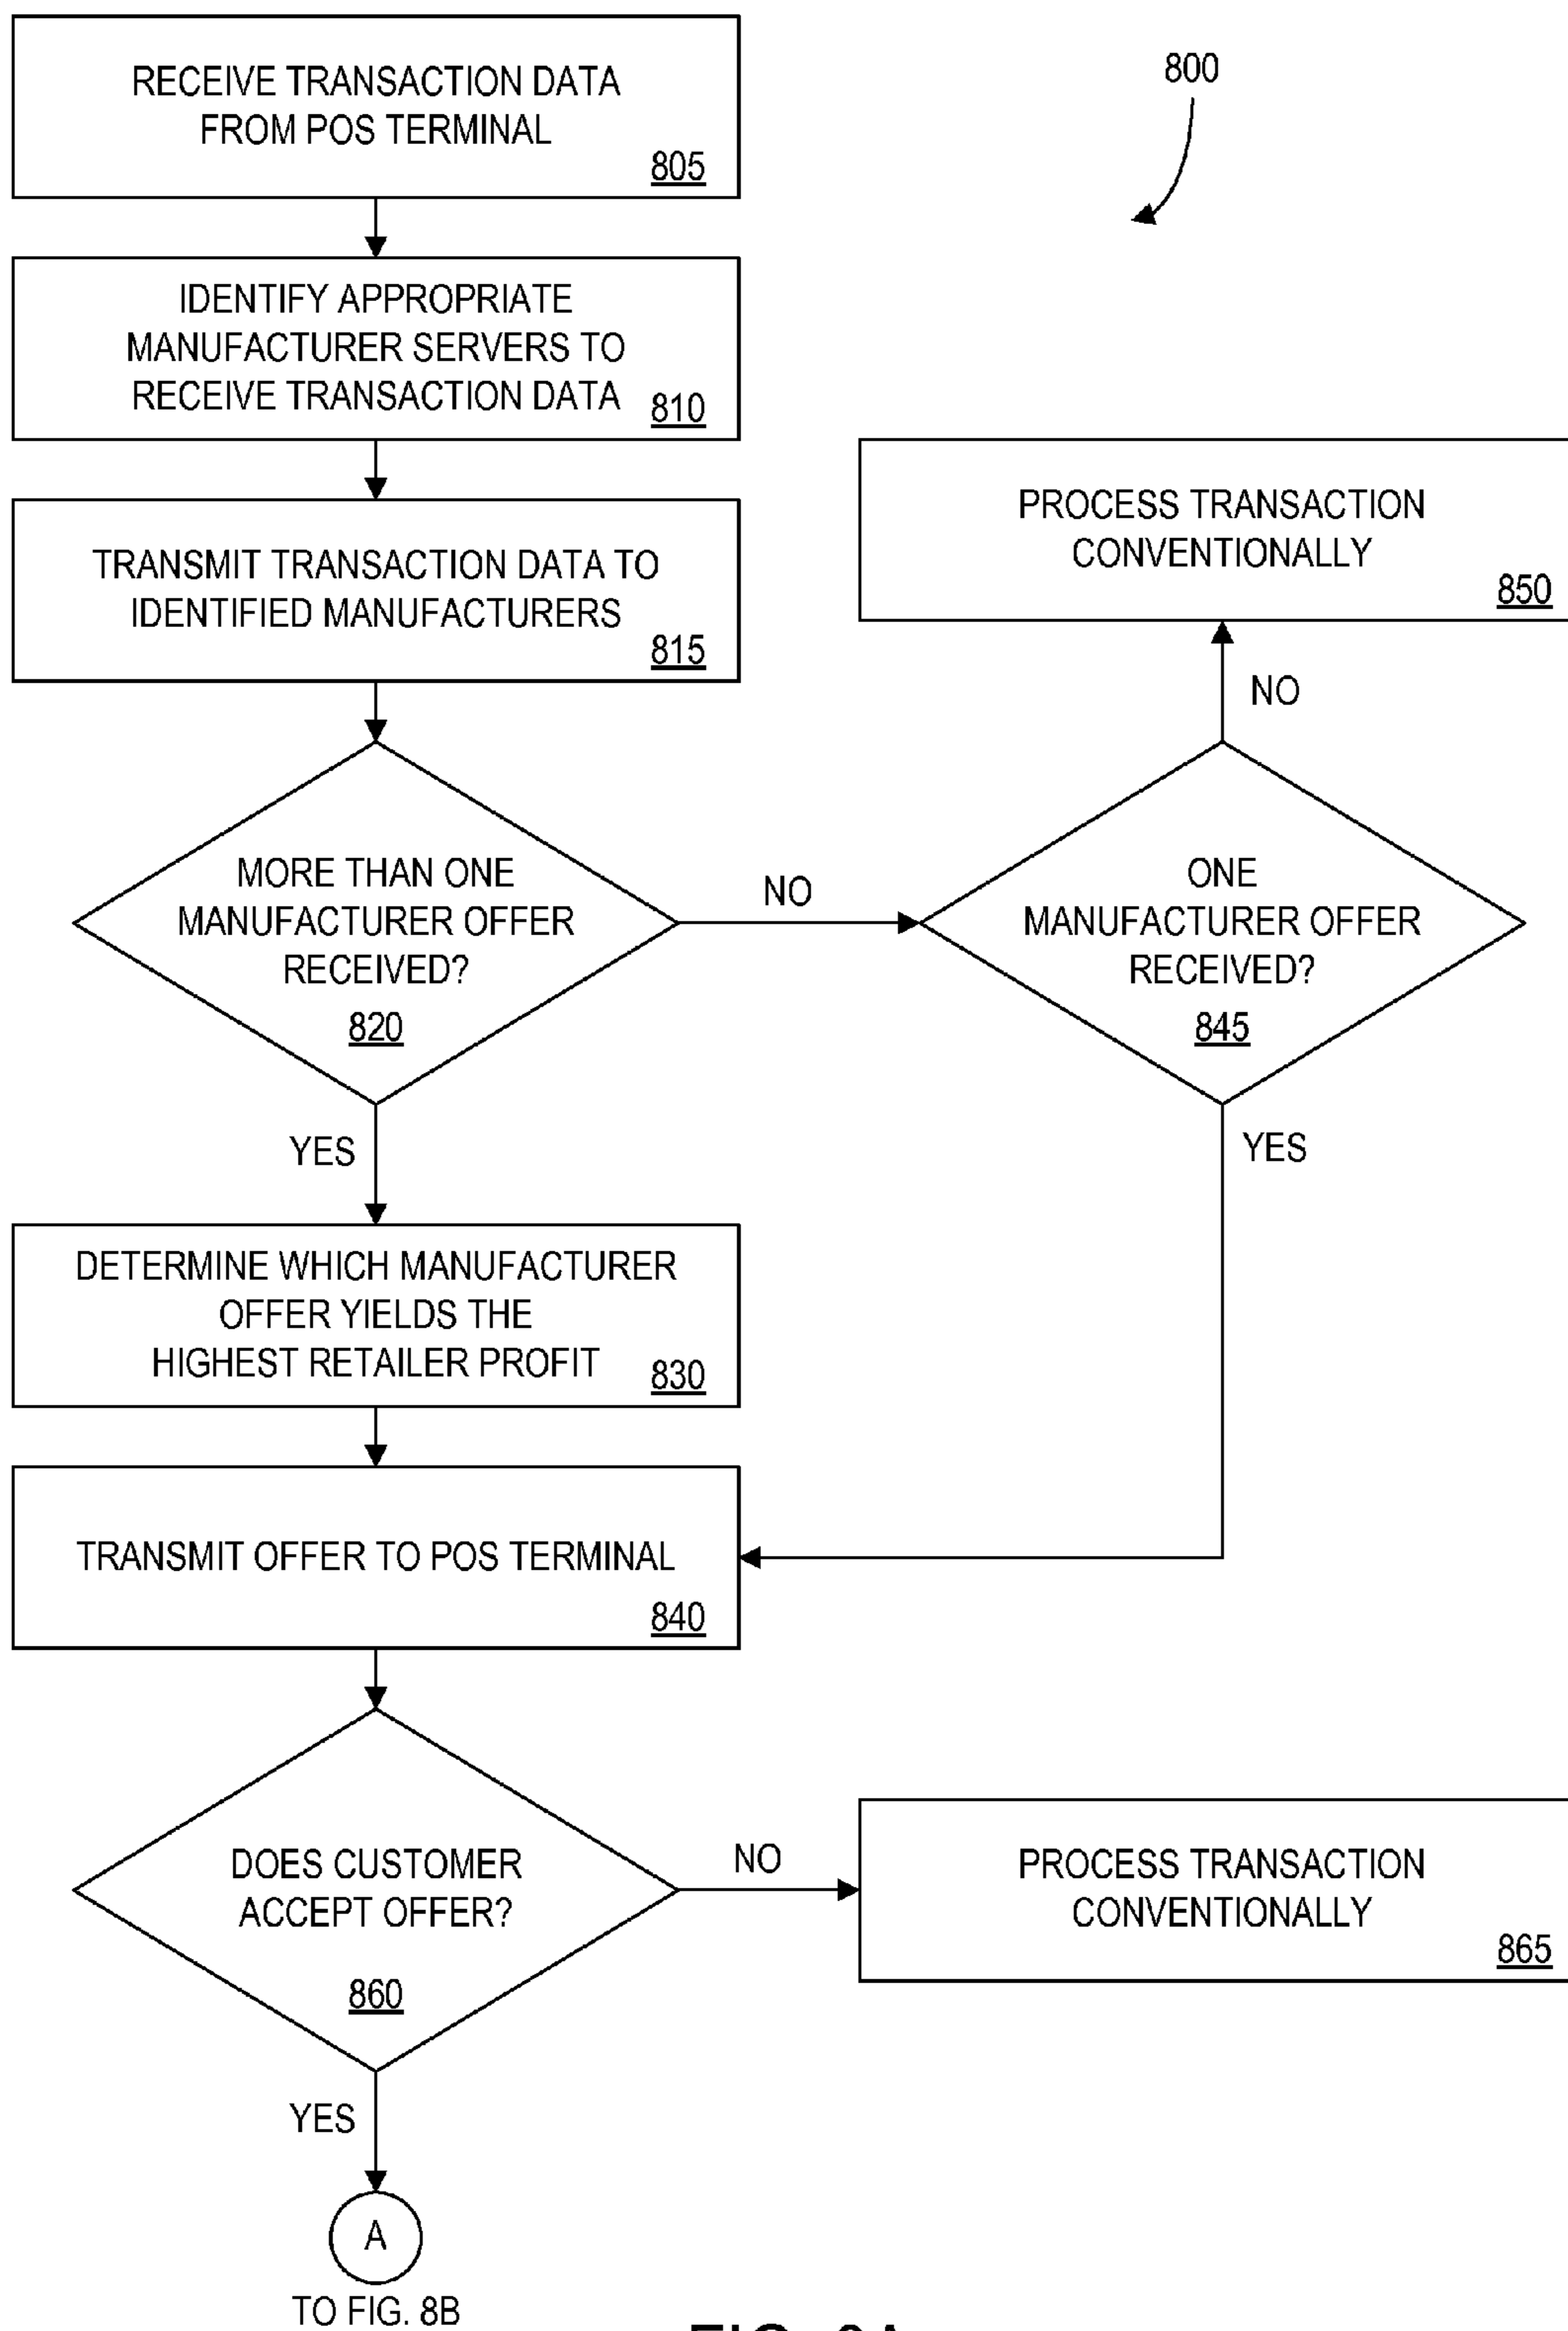 RECEIVE TRANSACTION DATA
FROM POS TERMINAL
805
800
IDENTIFY APPROPRIATE
MANUFACTURER SERVERS TO
RECEIVE TRANSACTION DATA
810
TRANSMIT TRANSACTION DATA TO
IDENTIFIED MANUFACTURERS
815
PROCESS TRANSACTION
CONVENTIONALLY
850
NO
MORE THAN ONE
MANUFACTURER OFFER
RECEIVED?
820
NO
ONE
MANUFACTURER OFFER
RECEIVED?
845
YES
YES
DETERMINE WHICH MANUFACTURER
OFFER YIELDS THE
HIGHEST RETAILER PROFIT
830
TRANSMIT OFFER TO POS TERMINAL
840
DOES CUSTOMER
ACCEPT OFFER?
860
NO
PROCESS TRANSACTION
CONVENTIONALLY
865
YES
A
TO FIG. 8B